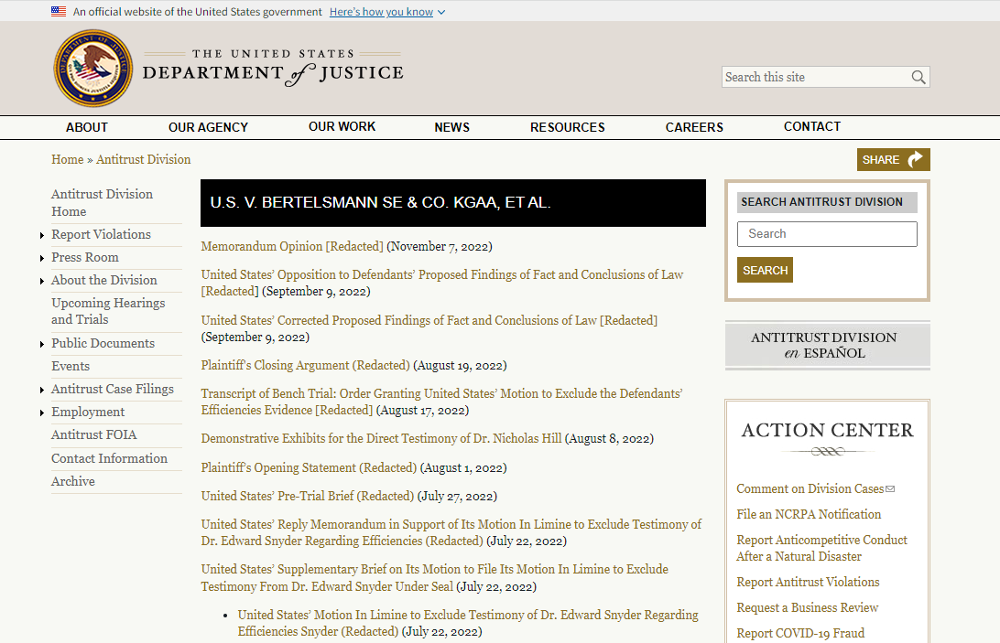 An official website of the United States government Here's how you know
THE UNITED STATES
DEPARTMENT of JUSTICE
Search this site
ABOUT OUR AGENCY OUR WORK NEWS RESOURCES CAREERS CONTACT
Home » Antitrust Division
SHARE
Antitrust Division
Home
Report Violations
Press Room
About the Division
Upcoming Hearings
and Trials
Public Documents
Events
Antitrust Case Filings
Employment
Antitrust FOIA
Contact Information
Archive
U.S. V. BERTELSMANN SE & CO. KGAA, ET AL.
Memorandum Opinion [Redacted] (November 7, 2022)
United States' Opposition to Defendants' Proposed Findings of Fact and Conclusions of Law
[Redacted] (September 9, 2022)
United States' Corrected Proposed Findings of Fact and Conclusions of Law [Redacted]
(September 9, 2022)
Plaintiff's Closing Argument (Redacted) (August 19, 2022)
Transcript of Bench Trial: Order Granting United States' Motion to Exclude the Defendants'
Efficiencies Evidence [Redacted] (August 17, 2022)
Demonstrative Exhibits for the Direct Testimony of Dr. Nicholas Hill (August 8, 2022)
Plaintiff's Opening Statement (Redacted) (August 1, 2022)
United States' Pre-Trial Brief (Redacted) (July 27, 2022)
United States' Reply Memorandum in Support of Its Motion In Limine to Exclude Testimony of
Dr. Edward Snyder Regarding Efficiencies (Redacted) (July 22, 2022)
United States' Supplementary Brief on Its Motion to File Its Motion In Limine to Exclude
Testimony From Dr. Edward Snyder Under Seal (July 22, 2022)
• United States' Motion In Limine to Exclude Testimony of Dr. Edward Snyder Regarding
Efficiencies Snyder (Redacted) (July 22, 2022)
SEARCH ANTITRUST DIVISION
Search
SEARCH
ANTITRUST DIVISION
en ESPAÑOL
ACTION CENTER
Comment on Division Cases
File an NCRPA Notification
Report Anticompetitive Conduct
After a Natural Disaster
Report Antitrust Violations
Request a Business Review
Report COVID-19 Fraud